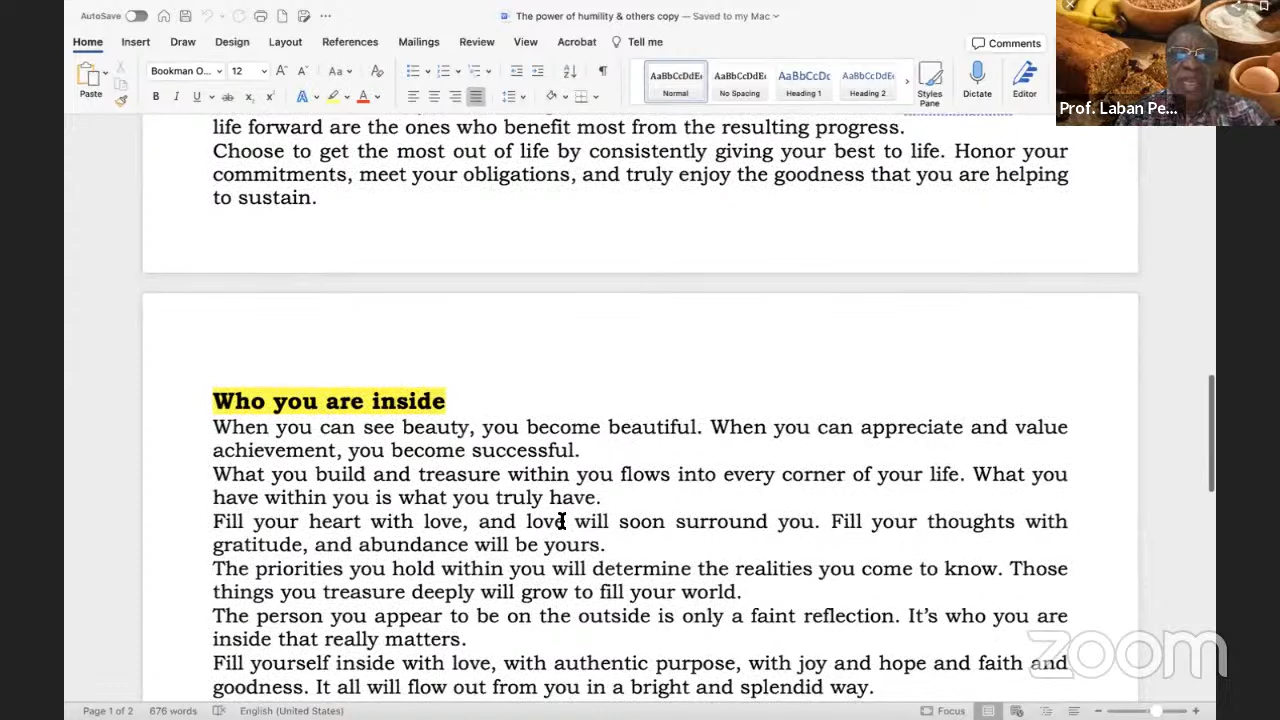 AutoSave
The power of humility & others copy — Saved to my Mac
Home Insert Draw Design Layout References Mailings Review View Acrobat Tell me
Comments
Paste
Bookman O... 12
Aa
AaBbCcDdEe AaBbCcDdEe AaBbCcDc AaBbCcDdEe
Normal No Spacing Heading 1 Heading 2
Styles Pane
Dictate
Editor
Prof. Laban Pe...
life forward are the ones who benefit most from the resulting progress.
Choose to get the most out of life by consistently giving your best to life. Honor your
commitments, meet your obligations, and truly enjoy the goodness that you are helping
to sustain.
Who you are inside
When you can see beauty, you become beautiful. When you can appreciate and value
achievement, you become successful.
What you build and treasure within you flows into every corner of your life. What you
have within you is what you truly have.
Fill your heart with love, and love will soon surround you. Fill your thoughts with
gratitude, and abundance will be yours.
The priorities you hold within you will determine the realities you come to know. Those
things you treasure deeply will grow to fill your world.
The person you appear to be on the outside is only a faint reflection. It's who you are
inside that really matters.
Fill yourself inside with love, with authentic purpose, with joy and hope and faith and
goodness. It all will flow out from you in a bright and splendid way.
zoom
Page 1 of 2 676 words English (United States) Focus